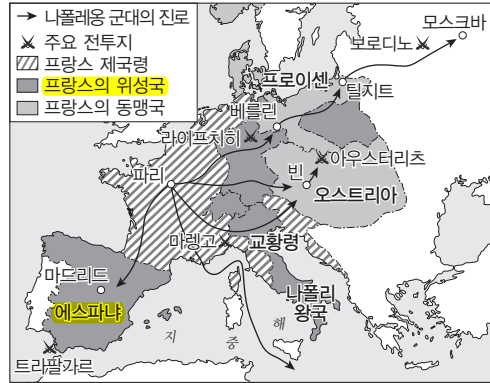 나폴레옹 군대의 진로
주요 전투지
프랑스 제국령
프랑스의 위성국
프랑스의 동맹국
모스크바
보로디노
프로이센
틸지트
베를린
라이프치히
아우스터리츠
빈
파리
오스트리아
마렝고
교황령
마드리드
나폴리
왕국
에스파냐
지 중 해
트라팔가르